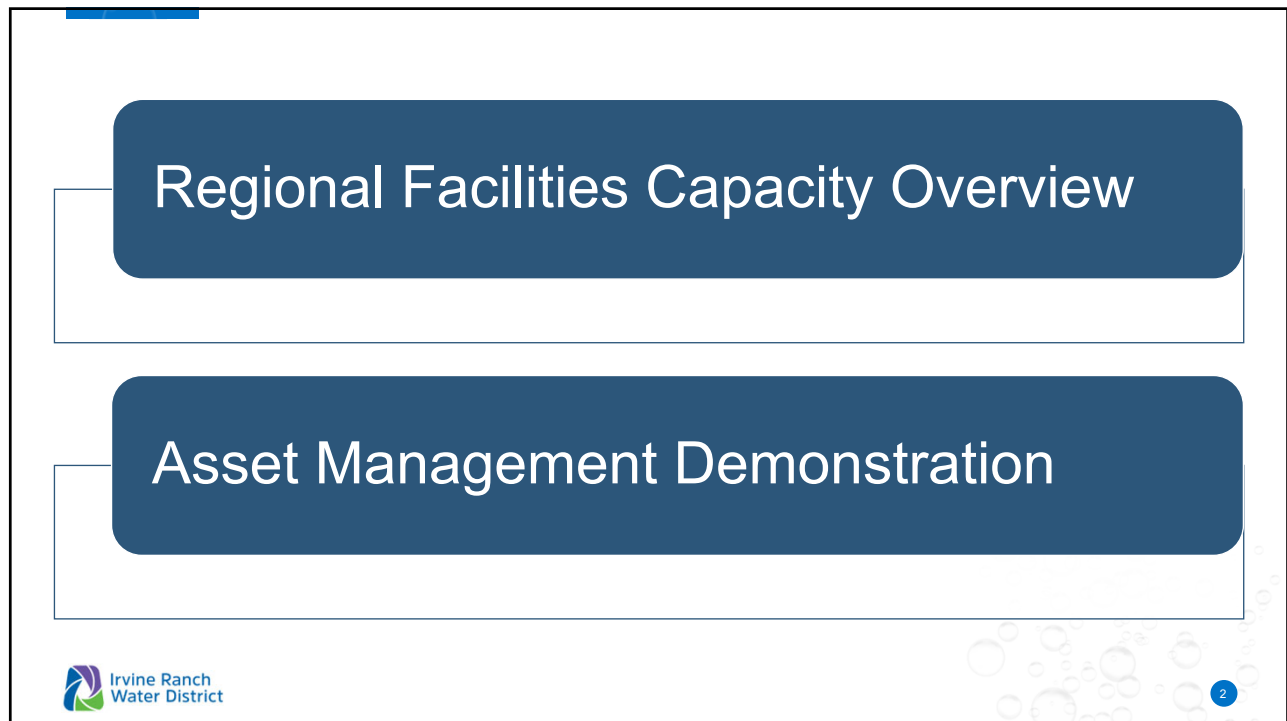 Regional Facilities Capacity Overview
Asset Management Demonstration
Irvine Ranch
Water District
2